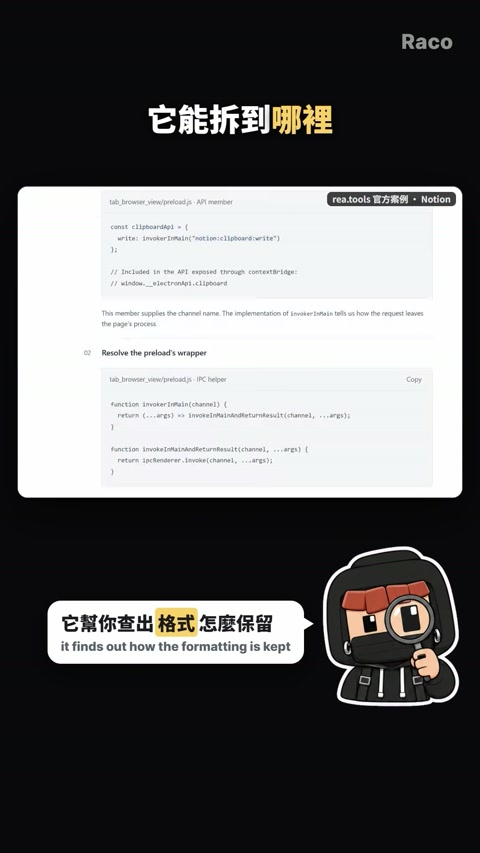 Raco
它能拆到哪裡
tab_browser_view/preload.js · API member
rea.tools 官方案例 · Notion
const clipboardApi = {
  write: invokerInMain("notion:clipboard:write")
};
// Included in the API exposed through contextBridge:
// window.__electronApi.clipboard
This member supplies the channel name. The implementation of invokerInMain tells us how the request leaves
the page's process.
02 Resolve the preload's wrapper
tab_browser_view/preload.js · IPC helper Copy
function invokerInMain(channel) {
  return (...args) => invokeInMainAndReturnResult(channel, ...args);
}
function invokeInMainAndReturnResult(channel, ...args) {
  return ipcRenderer.invoke(channel, ...args);
}
它幫你查出格式怎麼保留
it finds out how the formatting is kept